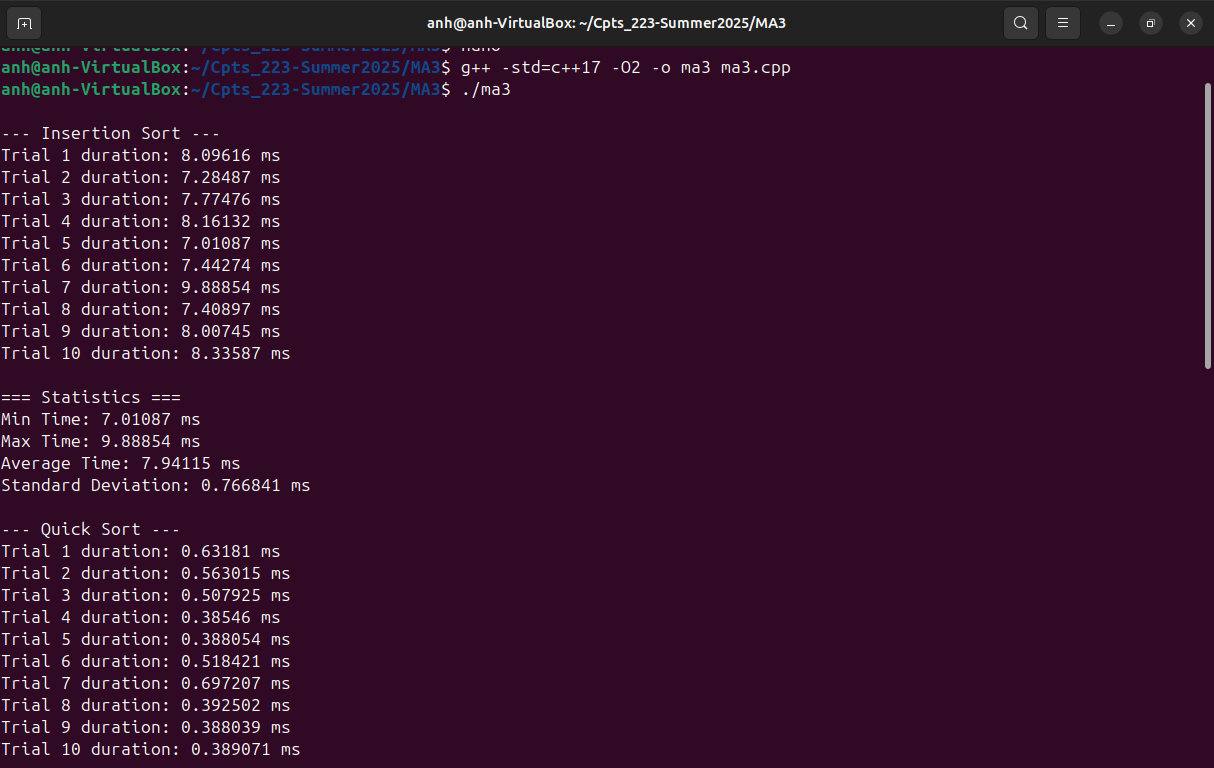 anh@anh-VirtualBox: ~/Cpts_223-Summer2025/MA3
anh@anh-VirtualBox:~/Cpts_223-Summer2025/MA3$ nano
anh@anh-VirtualBox:~/Cpts_223-Summer2025/MA3$ g++ -std=c++17 -O2 -o ma3 ma3.cpp
anh@anh-VirtualBox:~/Cpts_223-Summer2025/MA3$ ./ma3
--- Insertion Sort ---
Trial 1 duration: 8.09616 ms
Trial 2 duration: 7.28487 ms
Trial 3 duration: 7.77476 ms
Trial 4 duration: 8.16132 ms
Trial 5 duration: 7.01087 ms
Trial 6 duration: 7.44274 ms
Trial 7 duration: 9.88854 ms
Trial 8 duration: 7.40897 ms
Trial 9 duration: 8.00745 ms
Trial 10 duration: 8.33587 ms
=== Statistics ===
Min Time: 7.01087 ms
Max Time: 9.88854 ms
Average Time: 7.94115 ms
Standard Deviation: 0.766841 ms
--- Quick Sort ---
Trial 1 duration: 0.63181 ms
Trial 2 duration: 0.563015 ms
Trial 3 duration: 0.507925 ms
Trial 4 duration: 0.38546 ms
Trial 5 duration: 0.388054 ms
Trial 6 duration: 0.518421 ms
Trial 7 duration: 0.697207 ms
Trial 8 duration: 0.392502 ms
Trial 9 duration: 0.388039 ms
Trial 10 duration: 0.389071 ms